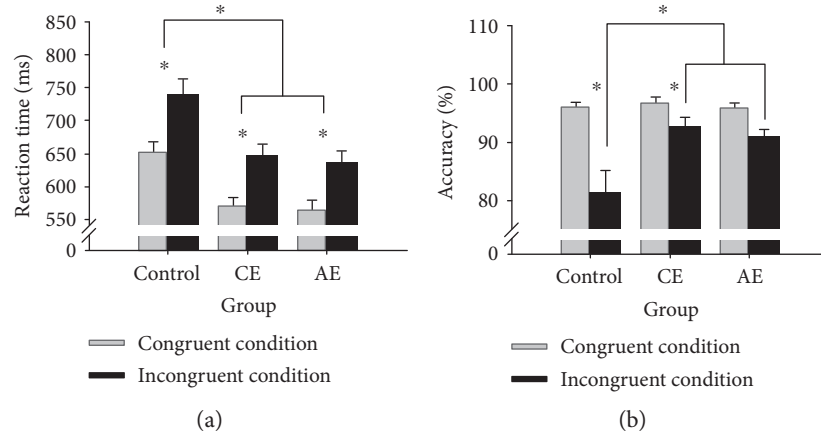 850
800
750
700
650
600
550
0
Reaction time (ms)
*
*
*
*
Control CE AE
Group
Congruent condition
Incongruent condition
(a)
110
100
90
80
0
Accuracy (%)
*
*
*
Control CE AE
Group
Congruent condition
Incongruent condition
(b)